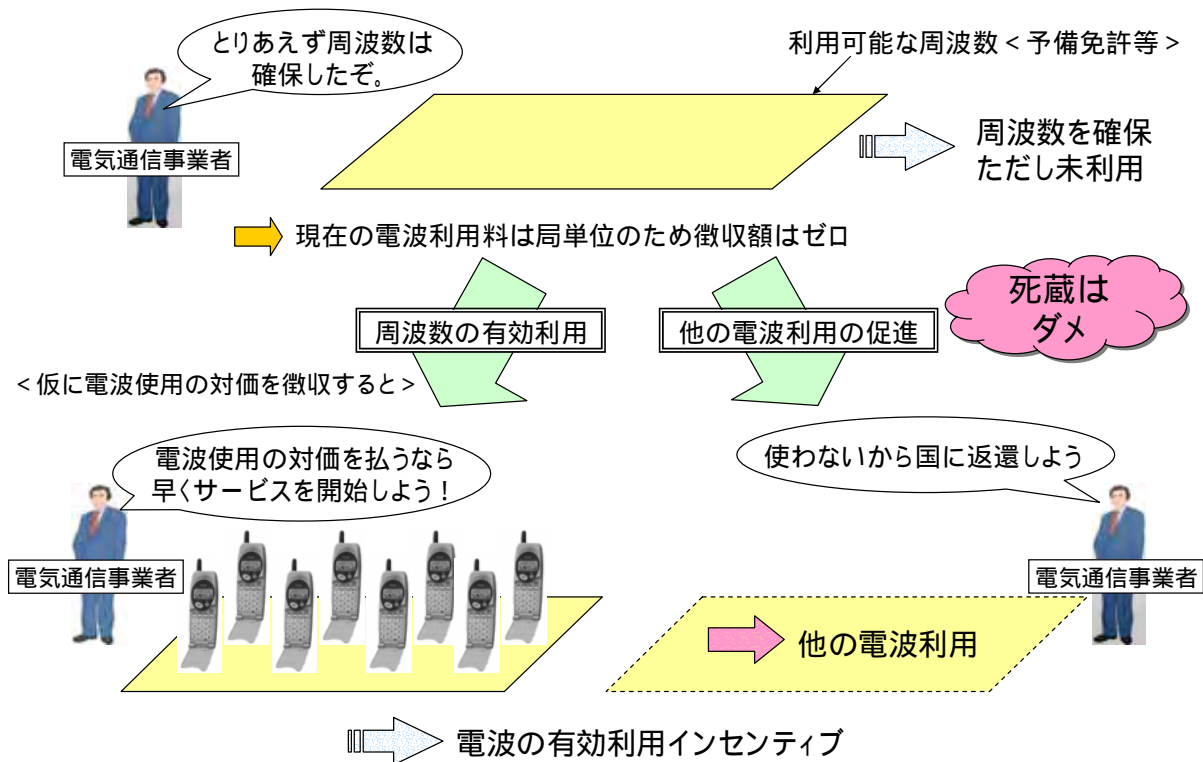 とりあえず周波数は
確保したぞ。
利用可能な周波数＜予備免許等＞
電気通信事業者
周波数を確保
ただし未利用
現在の電波利用料は局単位のため徴収額はゼロ
死蔵は
ダメ
周波数の有効利用
他の電波利用の促進
＜仮に電波使用の対価を徴収すると＞
電波使用の対価を払うなら
早くサービスを開始しよう！
使わないから国に返還しよう
電気通信事業者
電気通信事業者
他の電波利用
電波の有効利用インセンティブ